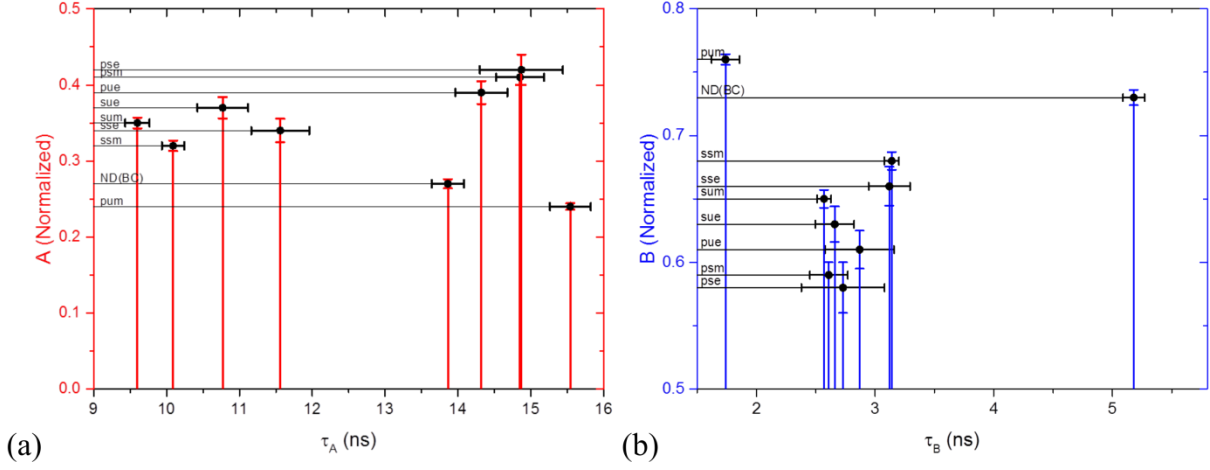 0.5
0.4
0.3
0.2
0.1
0.0
A (Normalized)
pse
psm
pue
sue
sum
sse
ssm
ND(BC)
pum
9 10 11 12 13 14 15 16
τA (ns)
(a)
0.8
0.7
0.6
0.5
B (Normalized)
pum
ND(BC)
ssm
sse
sum
sue
pue
psm
pse
2 3 4 5
τB (ns)
(b)